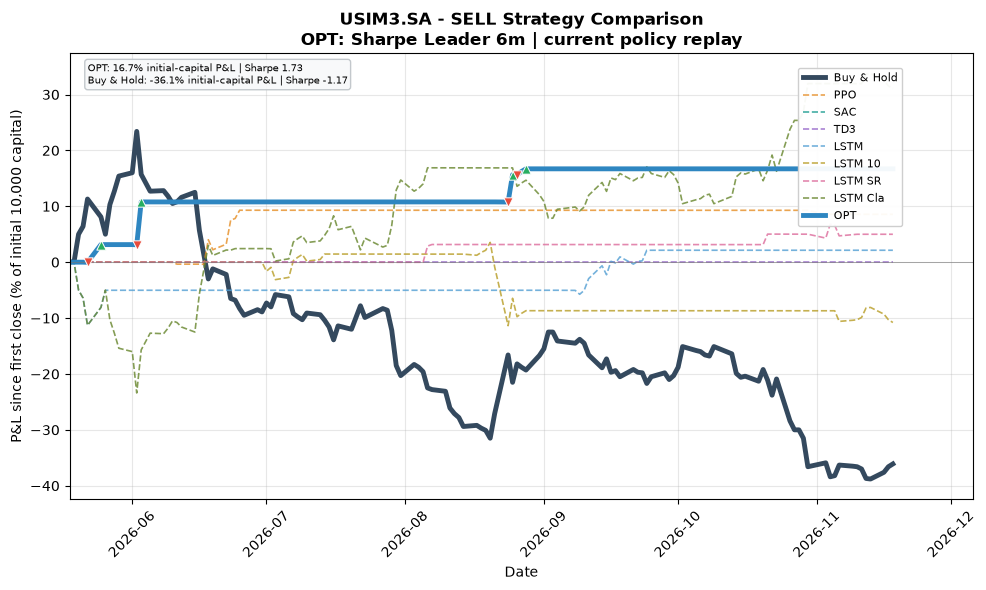 USIM3.SA - SELL Strategy Comparison
OPT: Sharpe Leader 6m | current policy replay
OPT: 16.7% initial-capital P&L | Sharpe 1.73
Buy & Hold: -36.1% initial-capital P&L | Sharpe -1.17
Buy & Hold
PPO
SAC
TD3
LSTM
LSTM 10
LSTM SR
LSTM Cla
OPT
P&L since first close (% of initial 10,000 capital)
30
20
10
0
−10
−20
−30
−40
2026-06
2026-07
2026-08
2026-09
2026-10
2026-11
2026-12
Date